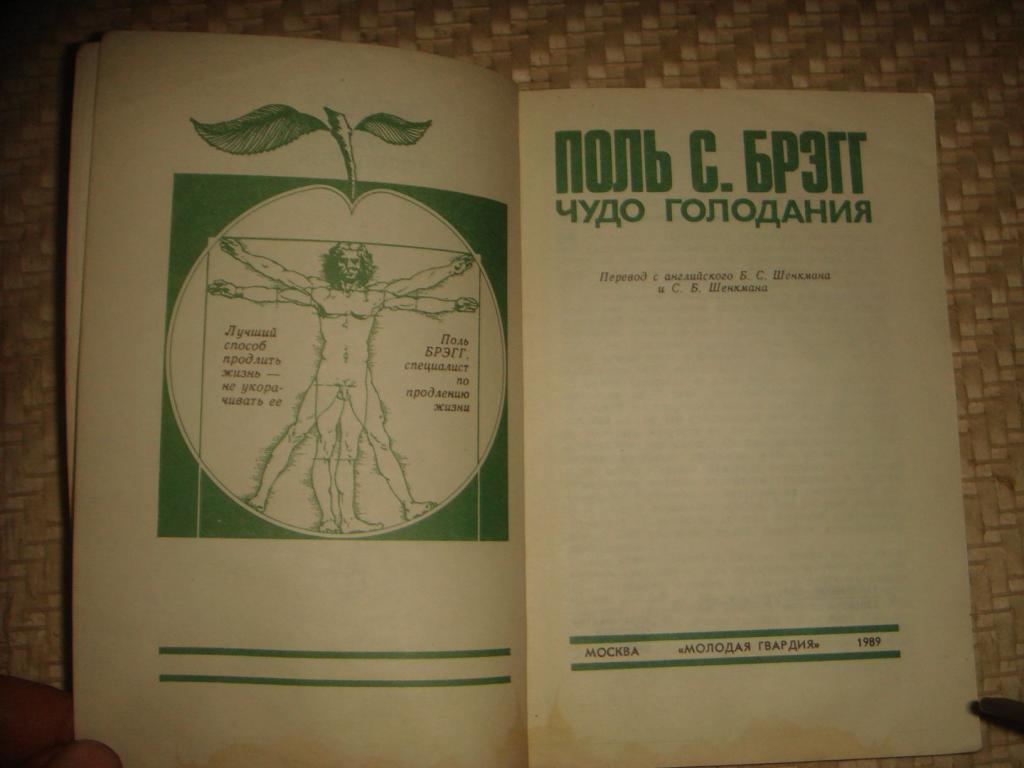 Лучший
способ
продлить
жизнь —
не укора-
чивать ее
Поль
БРЭГГ,
специалист
по
продлению
жизни
ПОЛЬ С. БРЭГГ
ЧУДО ГОЛОДАНИЯ
Перевод с английского Б. С. Шенкмана
и С. Б. Шенкмана
МОСКВА «МОЛОДАЯ ГВАРДИЯ» 1989